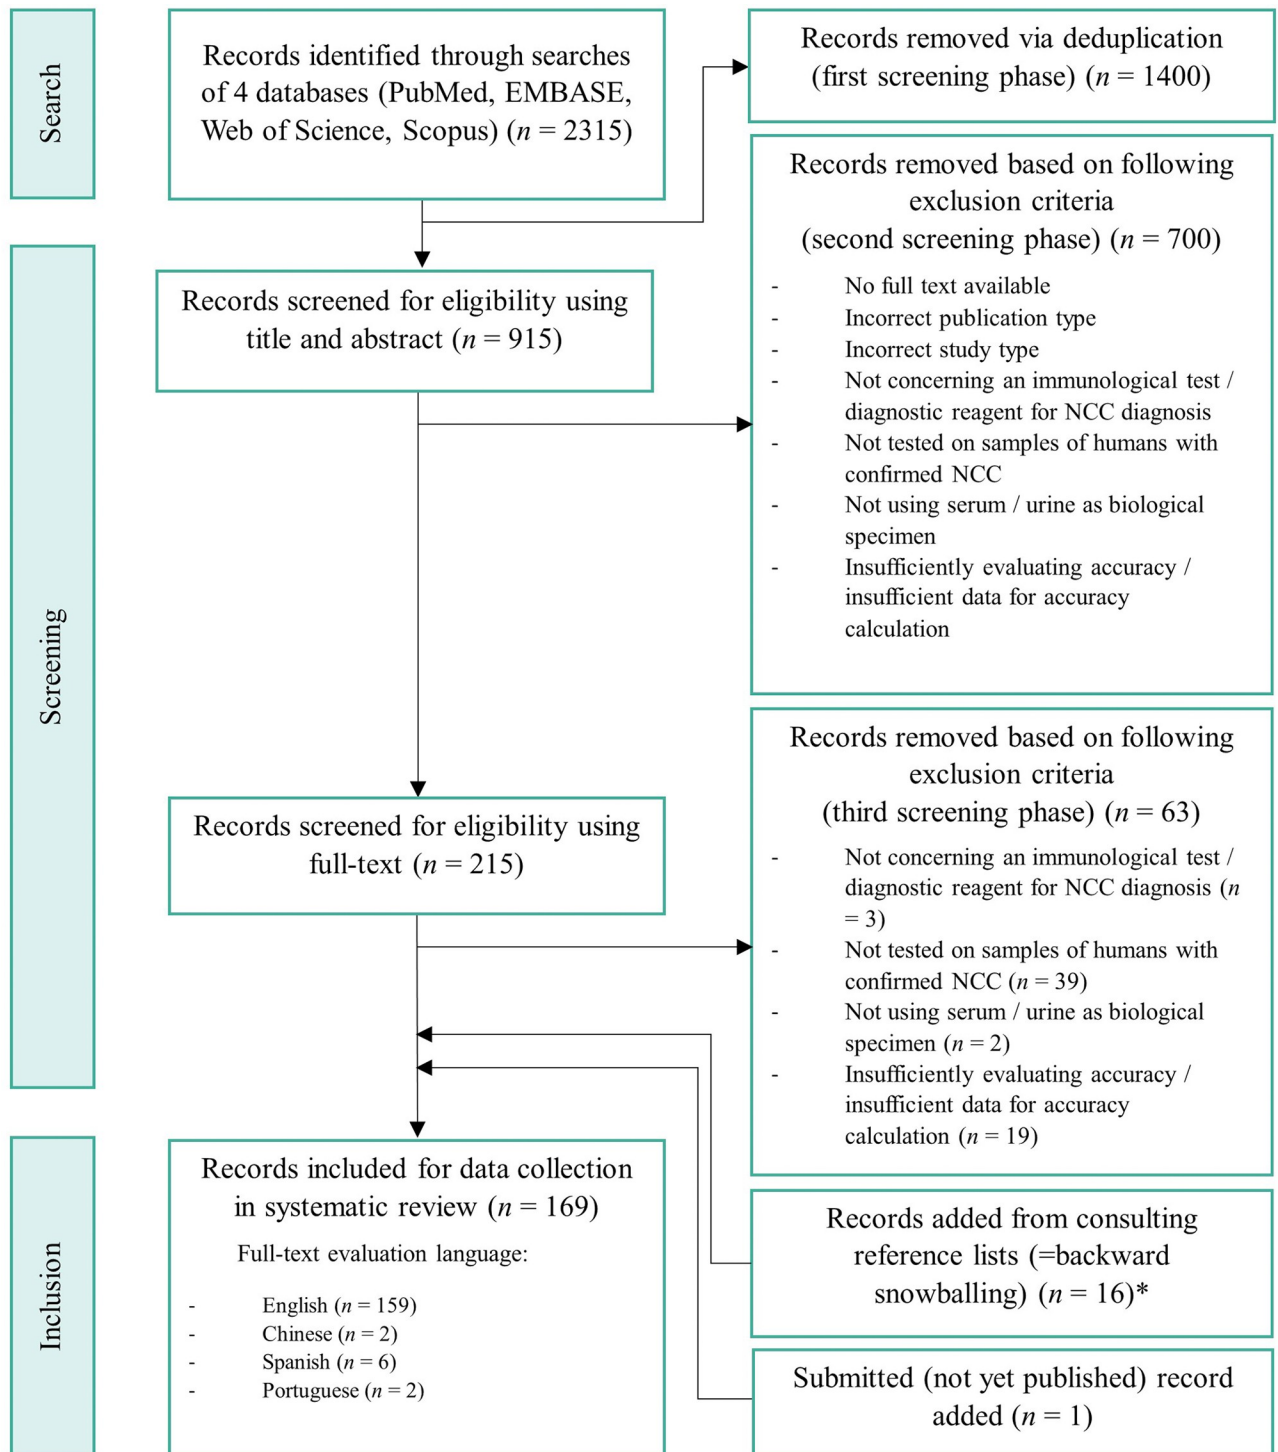 Search
Records identified through searches
of 4 databases (PubMed, EMBASE,
Web of Science, Scopus) (n = 2315)
Records removed via deduplication
(first screening phase) (n = 1400)
Records removed based on following
exclusion criteria
(second screening phase) (n = 700)
- No full text available
- Incorrect publication type
- Incorrect study type
- Not concerning an immunological test /
diagnostic reagent for NCC diagnosis
- Not tested on samples of humans with
confirmed NCC
- Not using serum / urine as biological
specimen
- Insufficiently evaluating accuracy /
insufficient data for accuracy
calculation
Screening
Records screened for eligibility using
title and abstract (n = 915)
Records screened for eligibility using
full-text (n = 215)
Records removed based on following
exclusion criteria
(third screening phase) (n = 63)
- Not concerning an immunological test /
diagnostic reagent for NCC diagnosis (n
= 3)
- Not tested on samples of humans with
confirmed NCC (n = 39)
- Not using serum / urine as biological
specimen (n = 2)
- Insufficiently evaluating accuracy /
insufficient data for accuracy
calculation (n = 19)
Inclusion
Records included for data collection
in systematic review (n = 169)
Full-text evaluation language:
- English (n = 159)
- Chinese (n = 2)
- Spanish (n = 6)
- Portuguese (n = 2)
Records added from consulting
reference lists (=backward
snowballing) (n = 16)*
Submitted (not yet published) record
added (n = 1)